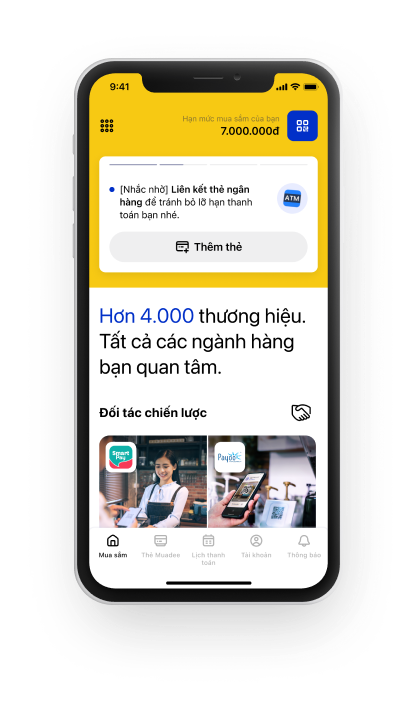 9:41
Hạn mức mua sắm của bạn
7.000.000đ
[Nhắc nhở] Liên kết thẻ ngân
hàng để tránh bỏ lỡ hạn thanh
toán bạn nhé.
ATM
Thêm thẻ
Hơn 4.000 thương hiệu.
Tất cả các ngành hàng
bạn quan tâm.
Đối tác chiến lược
Smart
Pay
Payoo
Mua sắm
Thẻ Muadee
Lịch thanh
toán
Tài khoản
Thông báo